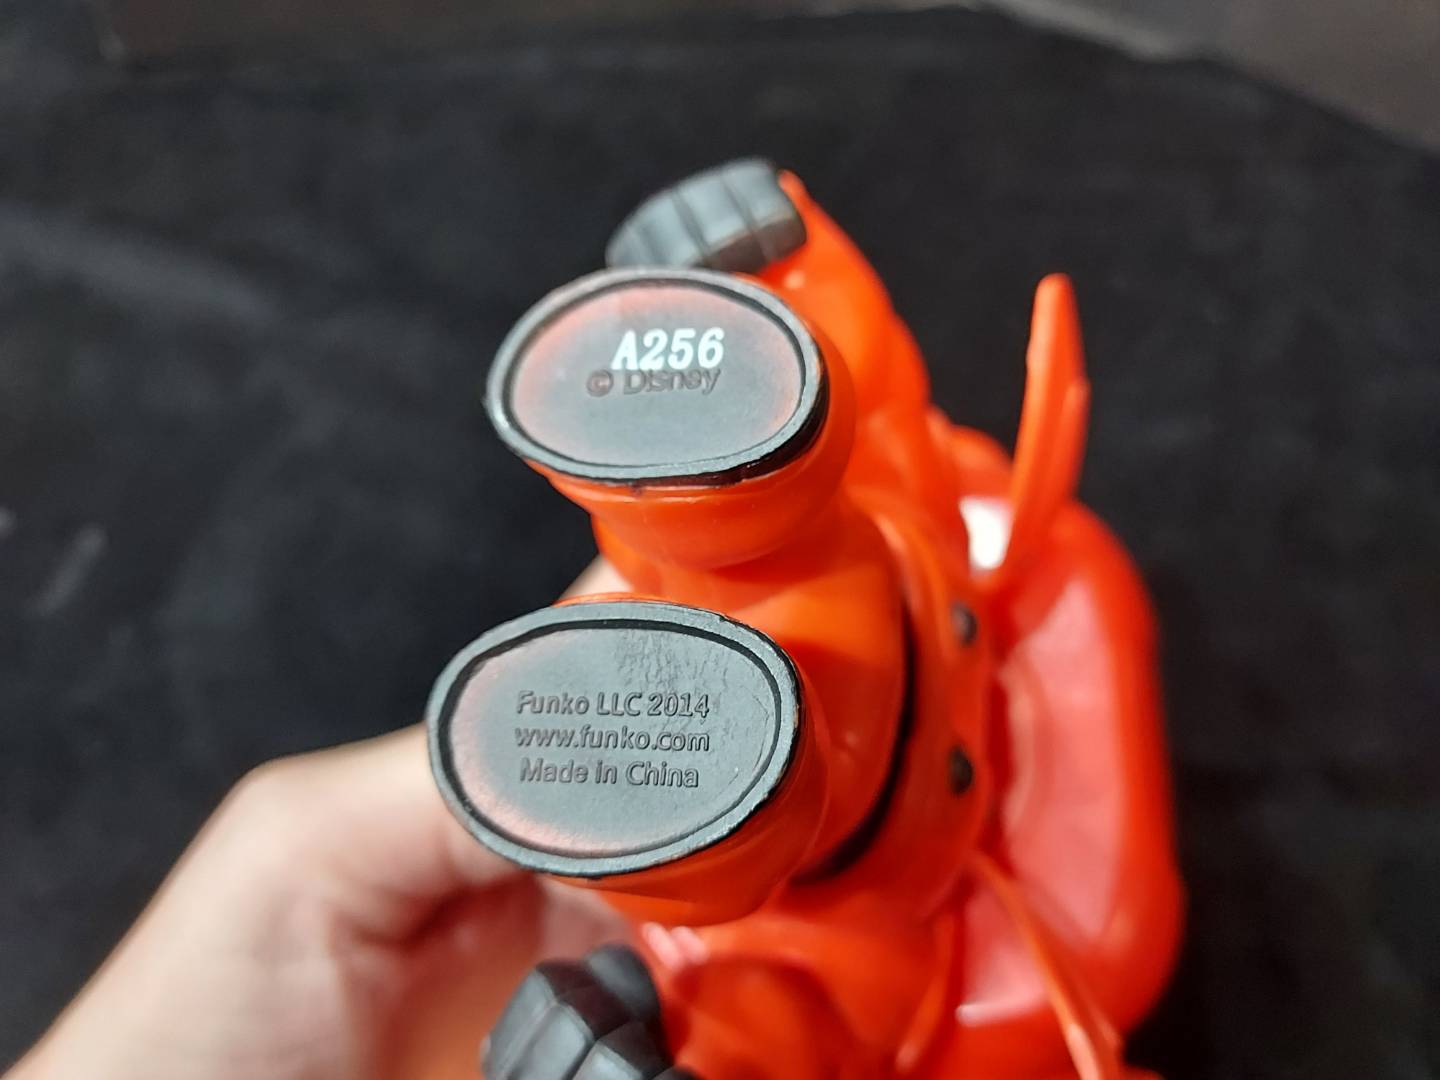 A256
© Disney
Funko LLC 2014
www.funko.com
Made in China